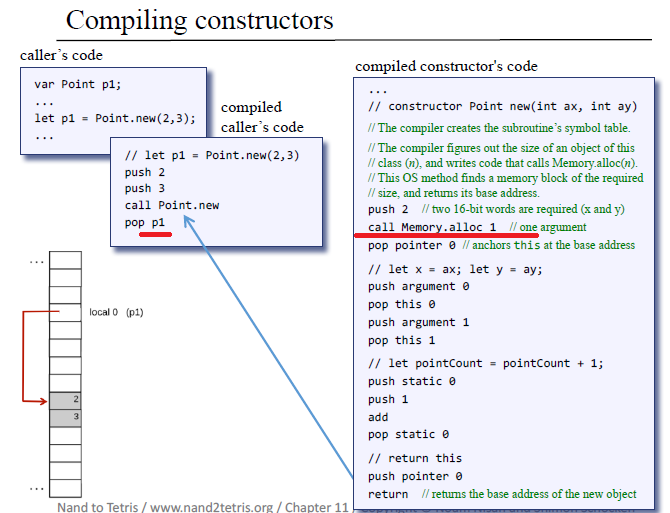 Compiling constructors
caller's code
var Point p1;
...
let p1 = Point.new(2,3);
...
compiled
caller's code
// let p1 = Point.new(2,3)
push 2
push 3
call Point.new
pop p1
...
local 0 (p1)
2
3
...
compiled constructor's code
...
// constructor Point new(int ax, int ay)
// The compiler creates the subroutine's symbol table.
// The compiler figures out the size of an object of this
// class (n), and writes code that calls Memory.alloc(n).
// This OS method finds a memory block of the required
// size, and returns its base address.
push 2 // two 16-bit words are required (x and y)
call Memory.alloc 1 // one argument
pop pointer 0 // anchors this at the base address
// let x = ax; let y = ay;
push argument 0
pop this 0
push argument 1
pop this 1
// let pointCount = pointCount + 1;
push static 0
push 1
add
pop static 0
// return this
push pointer 0
return // returns the base address of the new object
Nand to Tetris / www.nand2tetris.org / Chapter 11